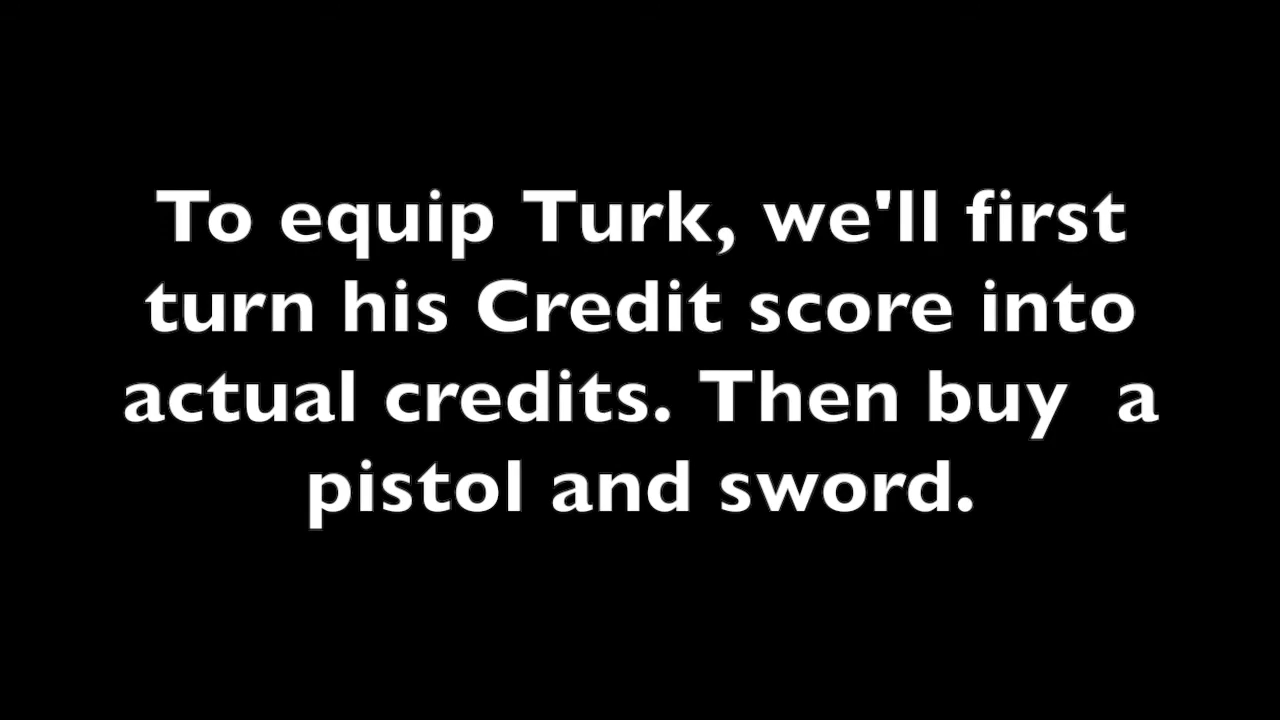 To equip Turk, we'll first
turn his Credit score into
actual credits. Then buy  a
pistol and sword.